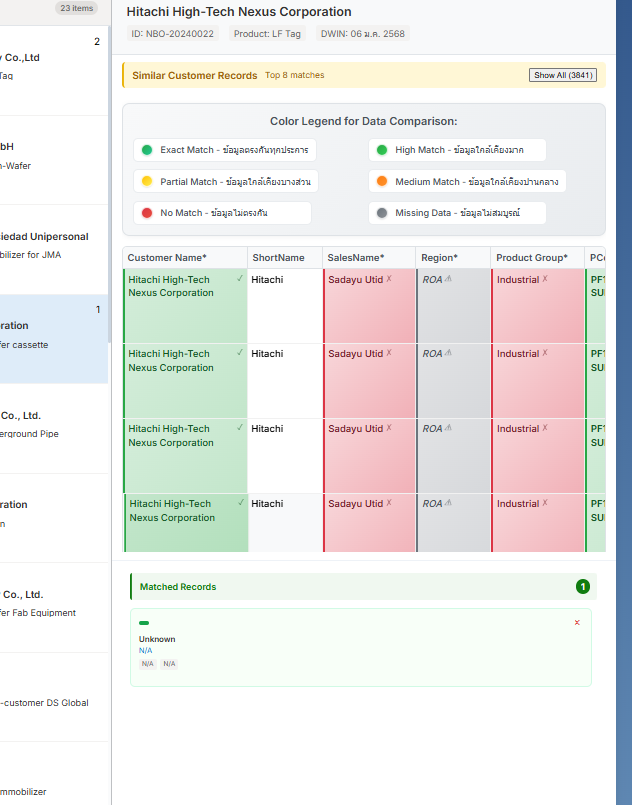 23 items
2
y Co.,Ltd
Tag
bH
n-Wafer
iedad Unipersonal
bilizer for JMA
1
ration
fer cassette
Co., Ltd.
erground Pipe
ration
n
Co., Ltd.
fer Fab Equipment
-customer DS Global
mmobilizer
Hitachi High-Tech Nexus Corporation
ID: NBO-20240022 Product: LF Tag DWIN: 06 ม.ค. 2568
Similar Customer Records Top 8 matches Show All (3841)
Color Legend for Data Comparison:
Exact Match - ข้อมูลตรงกันทุกประการ High Match - ข้อมูลใกล้เคียงมาก
Partial Match - ข้อมูลใกล้เคียงบางส่วน Medium Match - ข้อมูลใกล้เคียงปานกลาง
No Match - ข้อมูลไม่ตรงกัน Missing Data - ข้อมูลไม่สมบูรณ์
Customer Name* ShortName SalesName* Region* Product Group* PCo
Hitachi High-Tech ✓ Hitachi Sadayu Utid ✗ ROA ⚠ Industrial ✗ PF1
Nexus Corporation SU
Hitachi High-Tech ✓ Hitachi Sadayu Utid ✗ ROA ⚠ Industrial ✗ PF1
Nexus Corporation SU
Hitachi High-Tech ✓ Hitachi Sadayu Utid ✗ ROA ⚠ Industrial ✗ PF1
Nexus Corporation SU
Hitachi High-Tech ✓ Hitachi Sadayu Utid ✗ ROA ⚠ Industrial ✗ PF1
Nexus Corporation SU
Matched Records 1
×
Unknown
N/A
N/A N/A